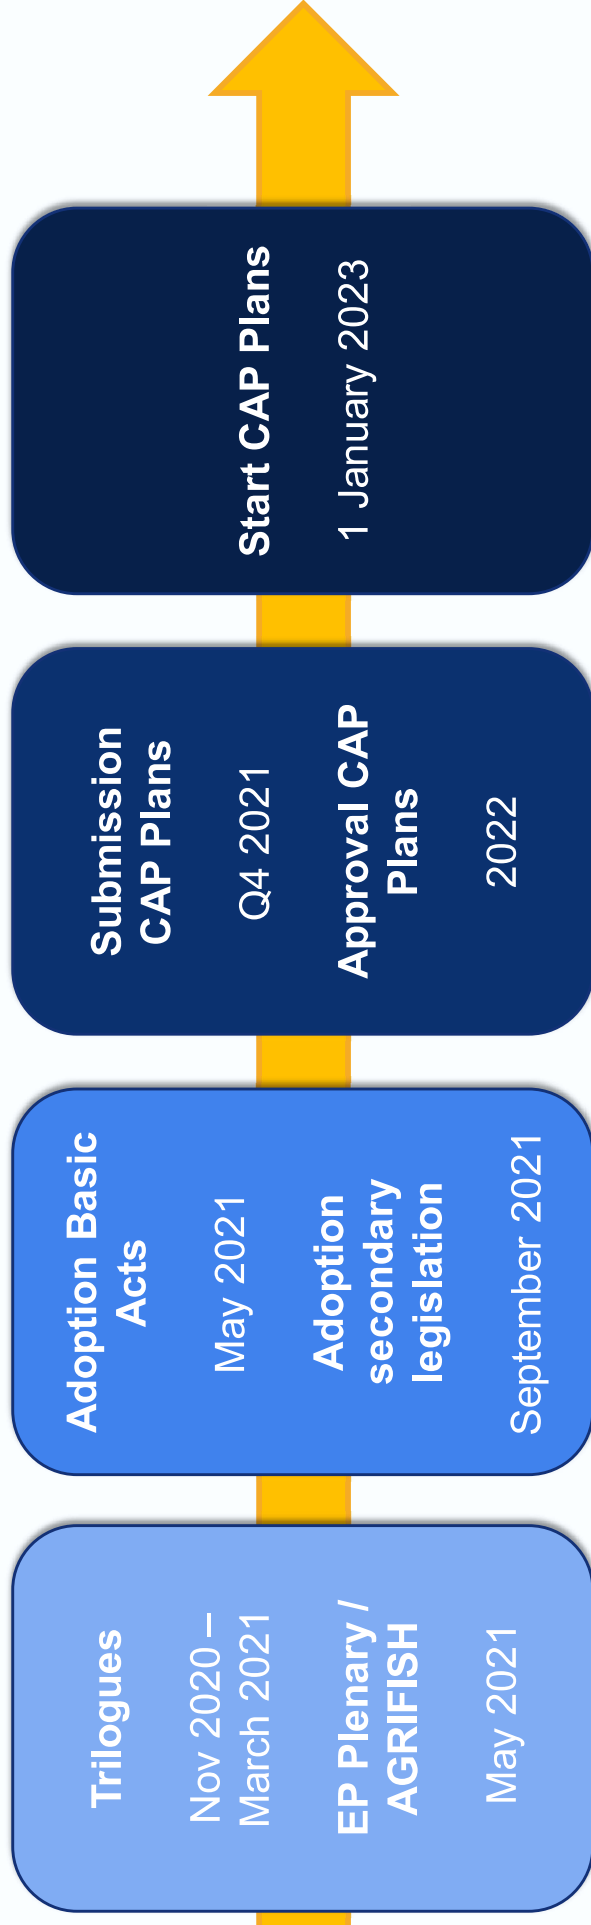 Trilogues
Nov 2020 –
March 2021
EP Plenary /
AGRIFISH
May 2021
Adoption Basic
Acts
May 2021
Adoption
secondary
legislation
September 2021
Submission
CAP Plans
Q4 2021
Approval CAP
Plans
2022
Start CAP Plans
1 January 2023